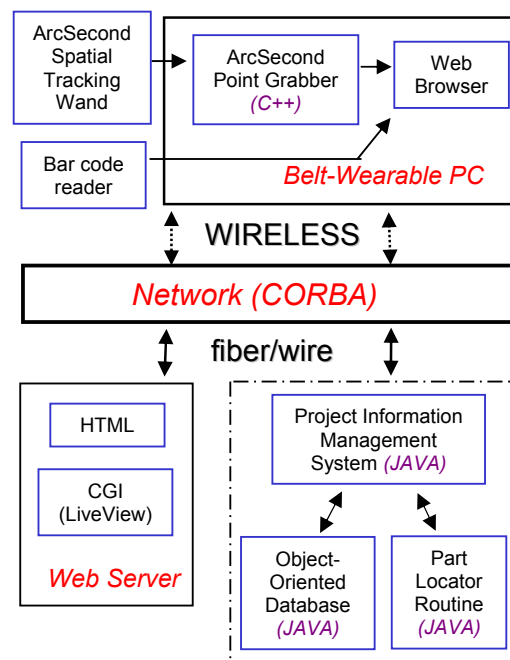 ArcSecond
Spatial
Tracking
Wand
ArcSecond
Point Grabber
(C++)
Web
Browser
Bar code
reader
Belt-Wearable PC
WIRELESS
Network (CORBA)
fiber/wire
HTML
CGI
(LiveView)
Web Server
Project Information
Management
System (JAVA)
Object-
Oriented
Database
(JAVA)
Part
Locator
Routine
(JAVA)